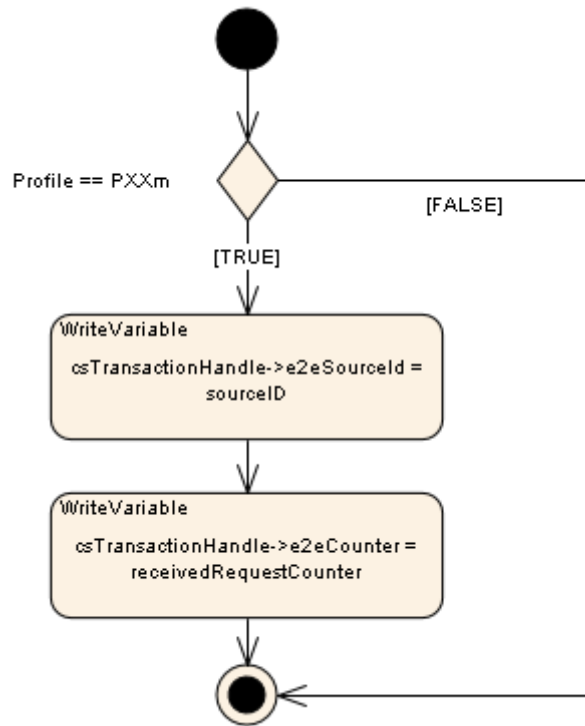 Profile == PXXm
[FALSE]
[TRUE]
WriteVariable
csTransactionHandle->e2eSourceId =
sourceID
WriteVariable
csTransactionHandle->e2eCounter =
receivedRequestCounter